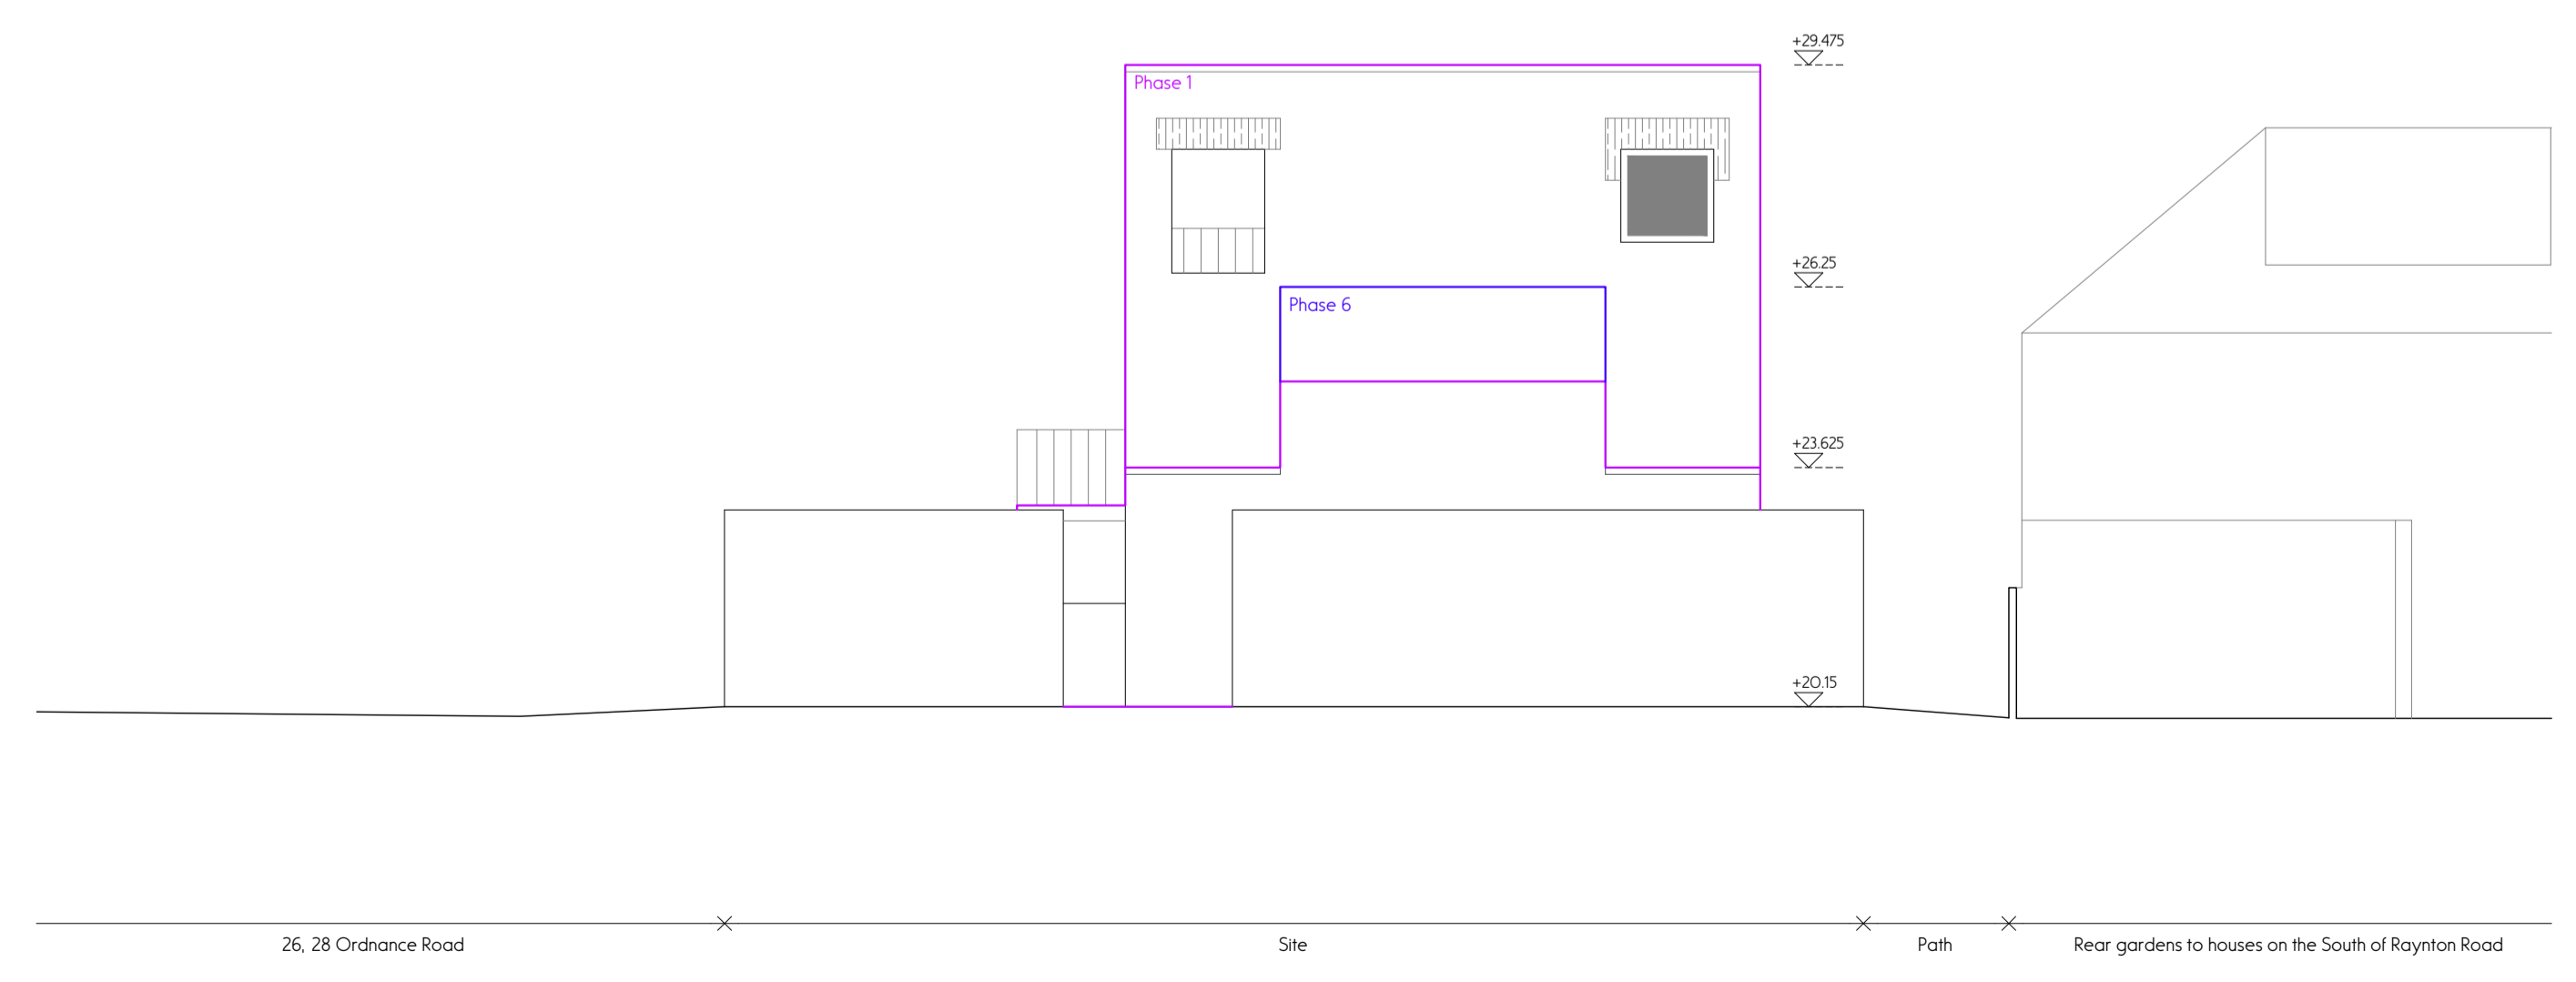 +29.475
Phase 1
+26.25
Phase 6
+23.625
+20.15
26, 28 Ordnance Road
Site
Path
Rear gardens to houses on the South of Raynton Road